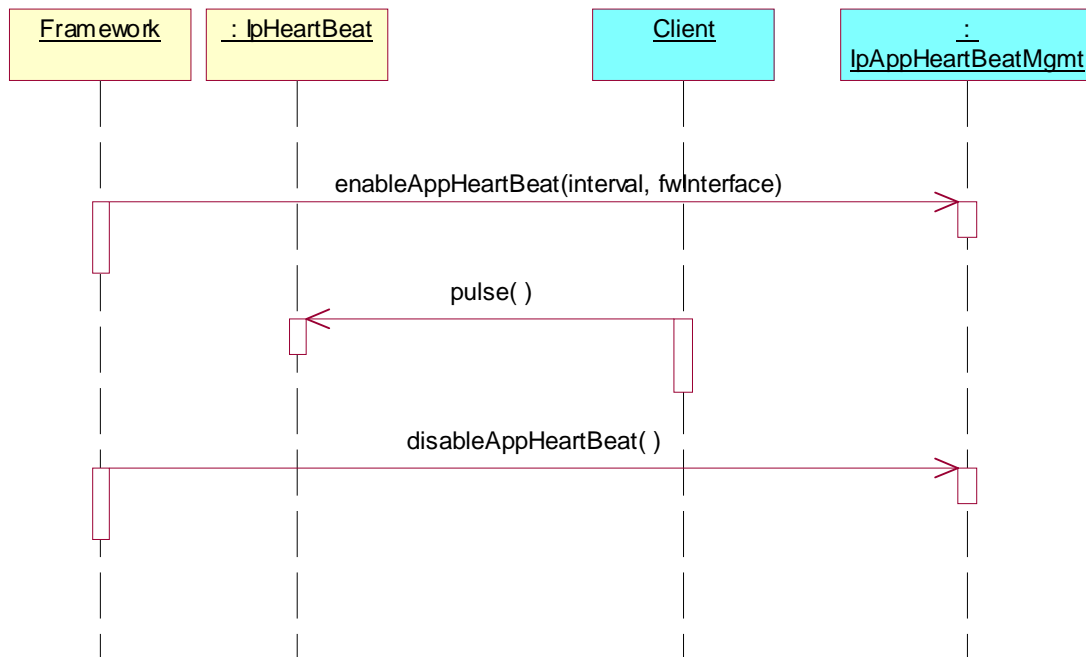 Framework
: IpHeartBeat
Client
:
IpAppHeartBeatMgmt
enableAppHeartBeat(interval, fwInterface)
pulse( )
disableAppHeartBeat( )